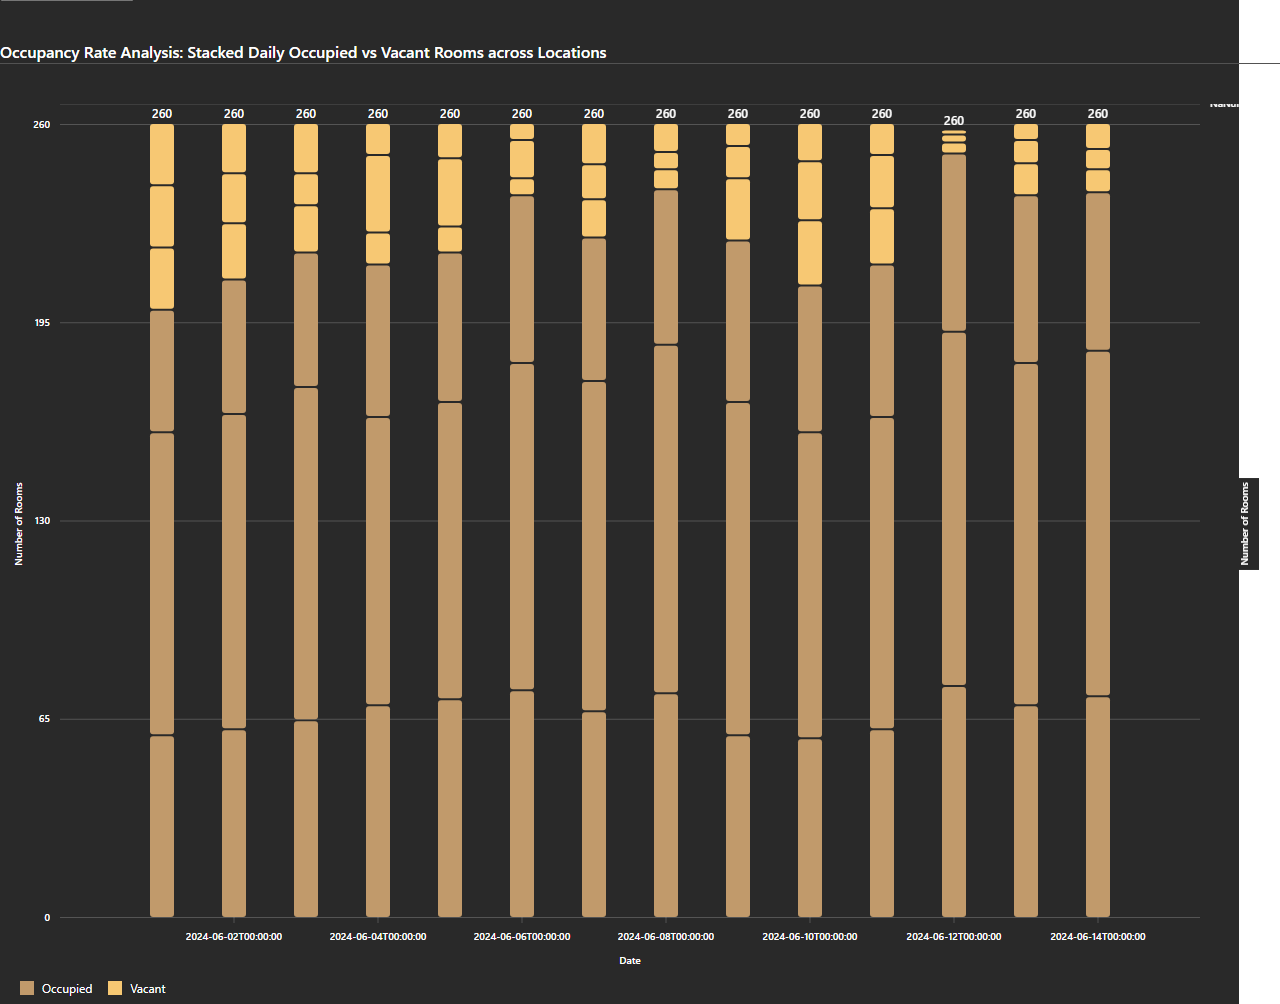 Occupancy Rate Analysis: Stacked Daily Occupied vs Vacant Rooms across Locations
260 260 260 260 260 260 260 260 260 260 260 260 260 260
260
195
130
65
0
Number of Rooms
Number of Rooms
2024-06-02T00:00:00 2024-06-04T00:00:00 2024-06-06T00:00:00 2024-06-08T00:00:00 2024-06-10T00:00:00 2024-06-12T00:00:00 2024-06-14T00:00:00
Date
Occupied Vacant